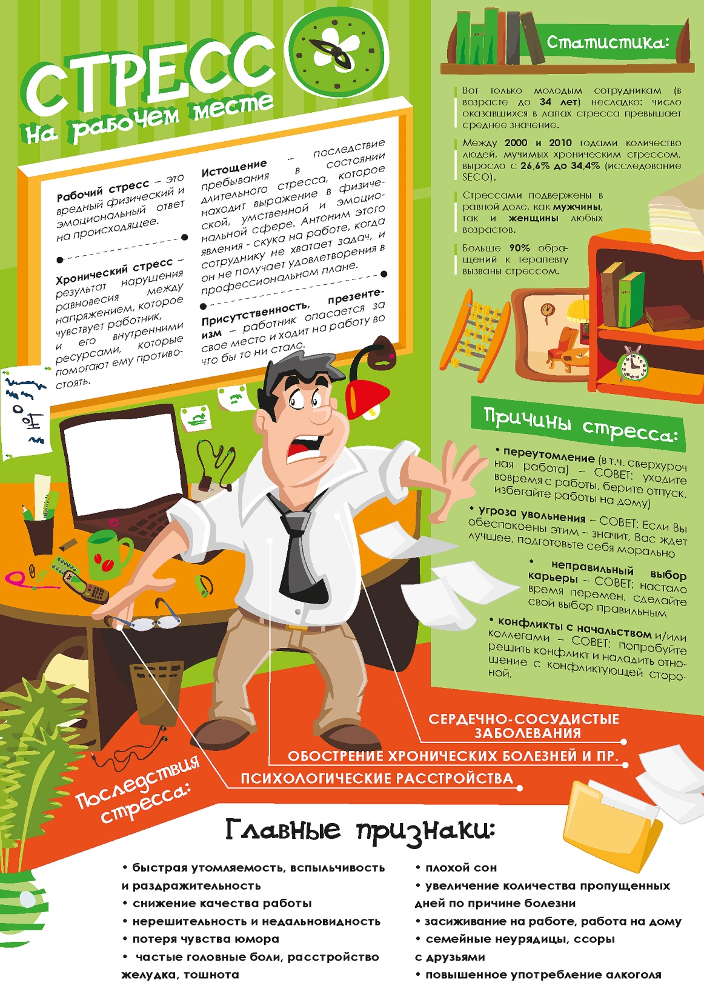 СТРЕСС
на рабочем месте
Рабочий стресс – это
вредный физический и
эмоциональный ответ
на происходящее.
Хронический стресс –
результат нарушения
равновесия между
напряжением, которое
чувствует работник,
и его внутренними
ресурсами, которые
помогают ему противо-
стоять.
Истощение – последствие
пребывания в состоянии
длительного стресса, которое
находит выражение в физиче-
ской, умственной и эмоцио-
нальной сфере. Антоним этого
явления - скука на работе, когда
сотруднику не хватает задач, и
он не получает удовлетворения в
профессиональном плане.
Присутственность, презенте-
изм – работник опасается за
свое место и ходит на работу во
что бы то ни стало.
Статистика:
Вот только молодым сотрудникам (в
возрасте до 34 лет) несладко: число
оказавшихся в лапах стресса превышает
среднее значение.
Между 2000 и 2010 годами количество
людей, мучимых хроническим стрессом,
выросло с 26,6% до 34,4% (исследование
SECO).
Стрессами подвержены в
равной доле, как мужчины,
так и женщины любых
возрастов.
Больше 90% обра-
щений к терапевту
вызваны стрессом.
Причины стресса:
• переутомление (в т.ч. сверхуроч
ная работа) – СОВЕТ: уходите
вовремя с работы, берите отпуск,
избегайте работы на дому)
• угроза увольнения – СОВЕТ: Если Вы
обеспокоены этим – значит, Вас ждет
лучшее, подготовьте себя морально
• неправильный выбор
карьеры – СОВЕТ: настало
время перемен, сделайте
свой выбор правильным
• конфликты с начальством и/или
коллегами – СОВЕТ: попробуйте
решить конфликт и наладить отно-
шение с конфликтующей сторо-
ной.
Последствия
стресса:
СЕРДЕЧНО-СОСУДИСТЫЕ
ЗАБОЛЕВАНИЯ
ОБОСТРЕНИЕ ХРОНИЧЕСКИХ БОЛЕЗНЕЙ И ПР.
ПСИХОЛОГИЧЕСКИЕ РАССТРОЙСТВА
Главные признаки:
• быстрая утомляемость, вспыльчивость
и раздражительность
• снижение качества работы
• нерешительность и недальновидность
• потеря чувства юмора
• частые головные боли, расстройство
желудка, тошнота
• плохой сон
• увеличение количества пропущенных
дней по причине болезни
• засиживание на работе, работа на дому
• семейные неурядицы, ссоры
с друзьями
• повышенное употребление алкоголя